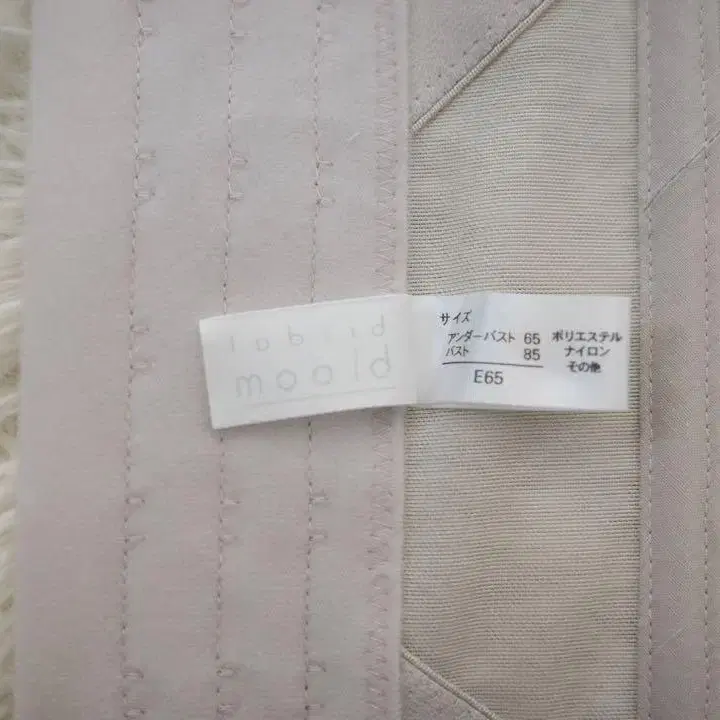 mooid
サイズ
アンダーバスト 65
バスト 85
E65
ポリエステル
ナイロン
その他